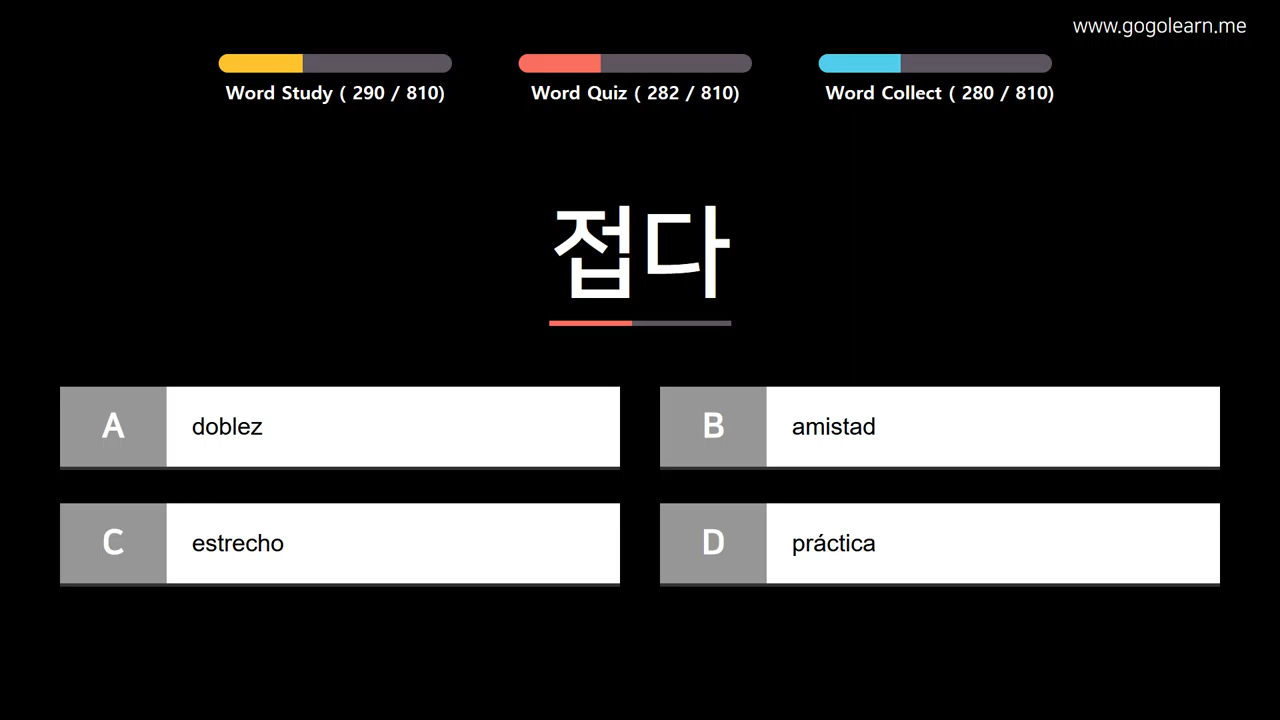 www.gogolearn.me
Word Study ( 290 / 810)
Word Quiz ( 282 / 810)
Word Collect ( 280 / 810)
접다
A doblez
B amistad
C estrecho
D práctica